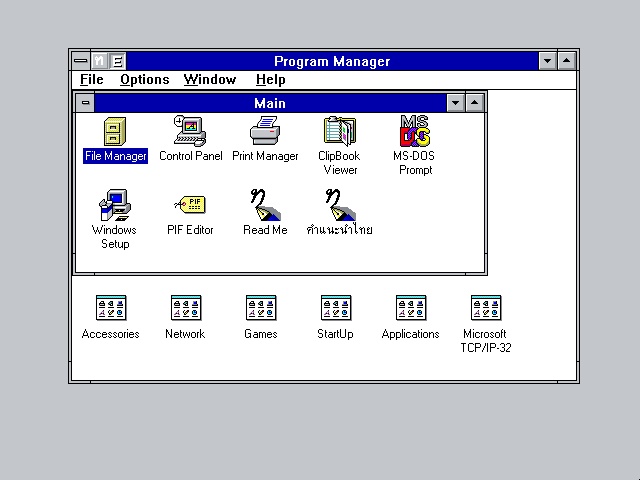 ก E Program Manager
File Options Window Help
Main
File Manager Control Panel Print Manager ClipBook Viewer MS-DOS Prompt
MS DOS
PIF
Windows Setup PIF Editor Read Me คำแนะนำไทย
Accessories Network Games StartUp Applications Microsoft TCP/IP-32